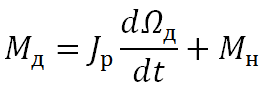 Mд = Jр dΩд/dt + Mн